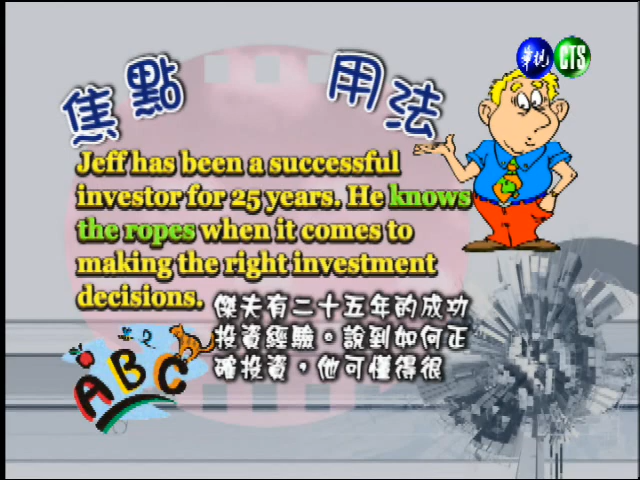 華視 CTS
焦點 用法
Jeff has been a successful
investor for 25 years. He knows
the ropes when it comes to
making the right investment
decisions.
傑夫有二十五年的成功
投資經驗。說到如何正
確投資，他可懂得很
ABC